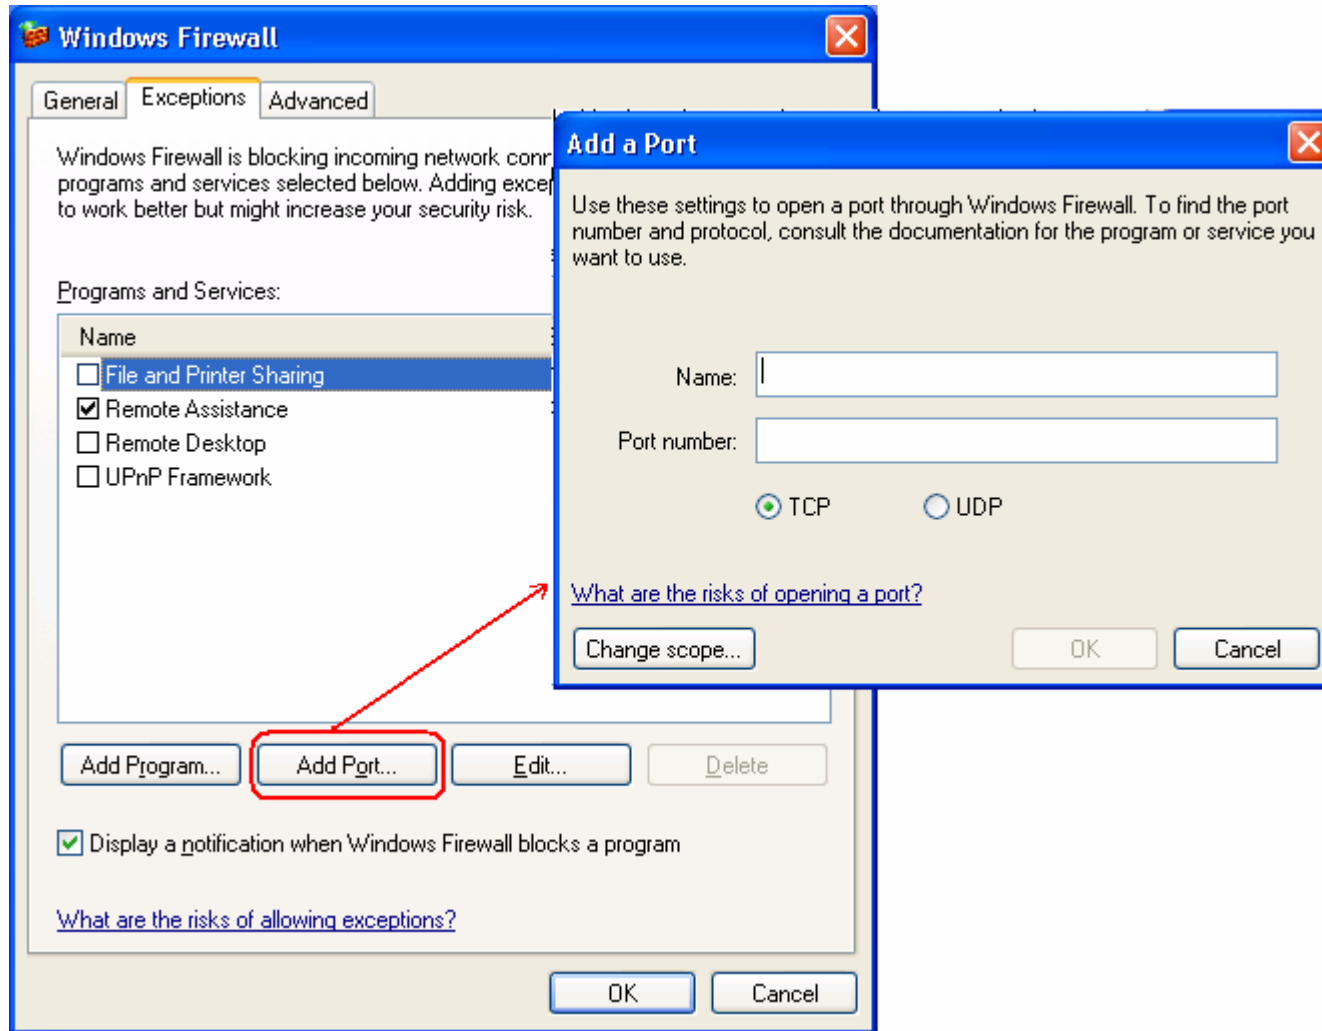 Windows Firewall
General
Exceptions
Advanced
Windows Firewall is blocking incoming network
programs and services selected below. Adding
to work better but might increase your security risk.
Programs and Services:
Name
File and Printer Sharing
Remote Assistance
Remote Desktop
UPnP Framework
Add Program...
Add Port...
Edit...
Delete
Display a notification when Windows Firewall blocks a program
What are the risks of allowing exceptions?
OK
Cancel
Add a Port
Use these settings to open a port through Windows Firewall. To find the port
number and protocol, consult the documentation for the program or service you
want to use.
Name:
Port number:
TCP
UDP
What are the risks of opening a port?
Change scope...
OK
Cancel